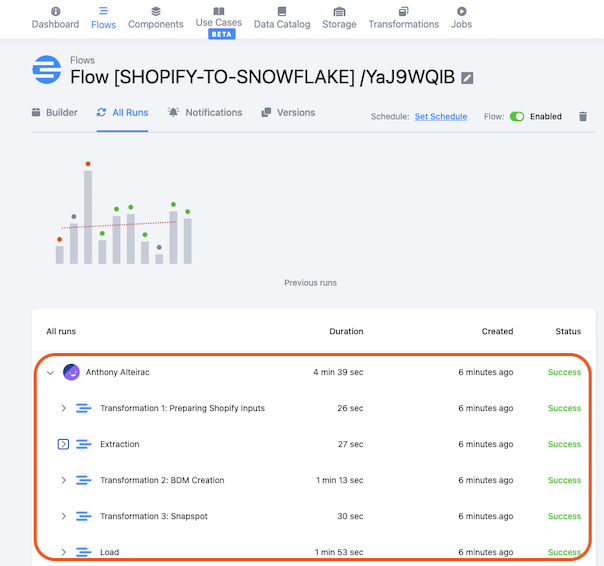 Dashboard Flows Components Use Cases Data Catalog Storage Transformations Jobs
BETA
Flows
Flow [SHOPIFY-TO-SNOWFLAKE] /YaJ9WQIB
Builder All Runs Notifications Versions Schedule: Set Schedule Flow: Enabled
Previous runs
All runs Duration Created Status
Anthony Alteirac 4 min 39 sec 6 minutes ago Success
Transformation 1: Preparing Shopify Inputs 26 sec 6 minutes ago Success
Extraction 27 sec 6 minutes ago Success
Transformation 2: BDM Creation 1 min 13 sec 6 minutes ago Success
Transformation 3: Snapspot 30 sec 6 minutes ago Success
Load 1 min 53 sec 6 minutes ago Success